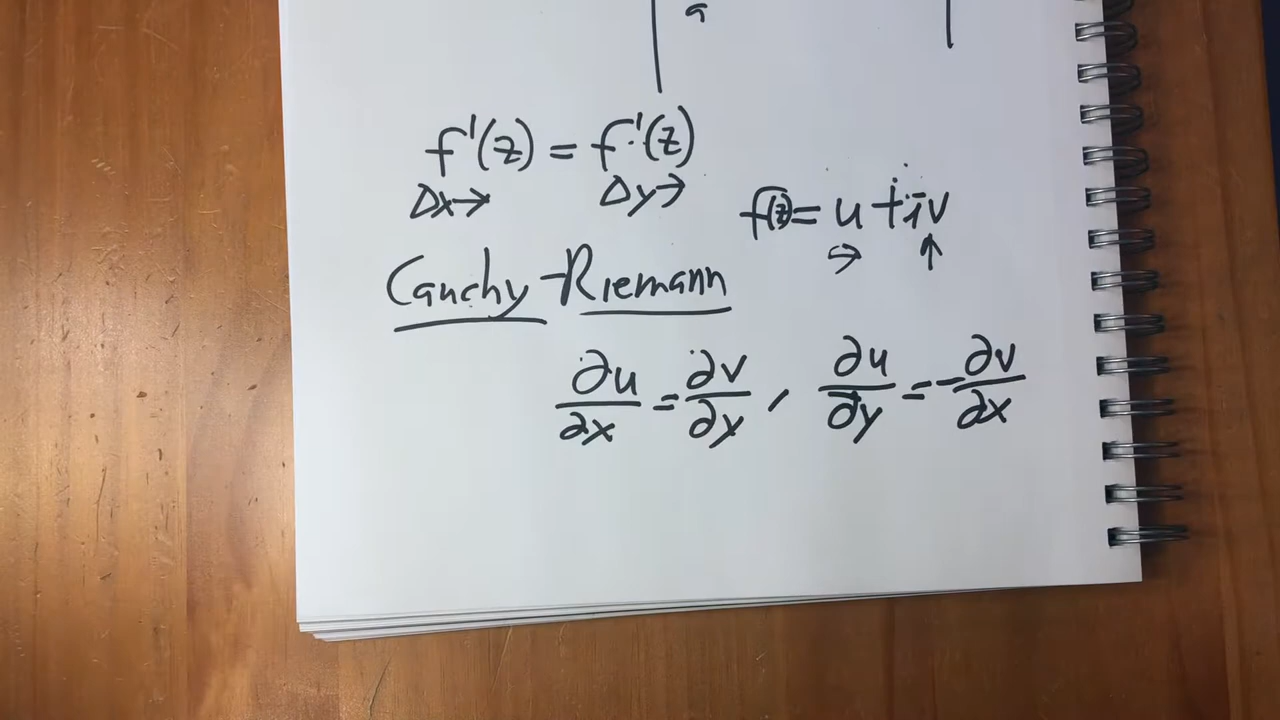 a
f'(z) = f'(z)
Δx→ Δy→
f(z) = u + iv
→ ↑
Cauchy-Riemann
∂u/∂x = ∂v/∂y , ∂u/∂y = -∂v/∂x